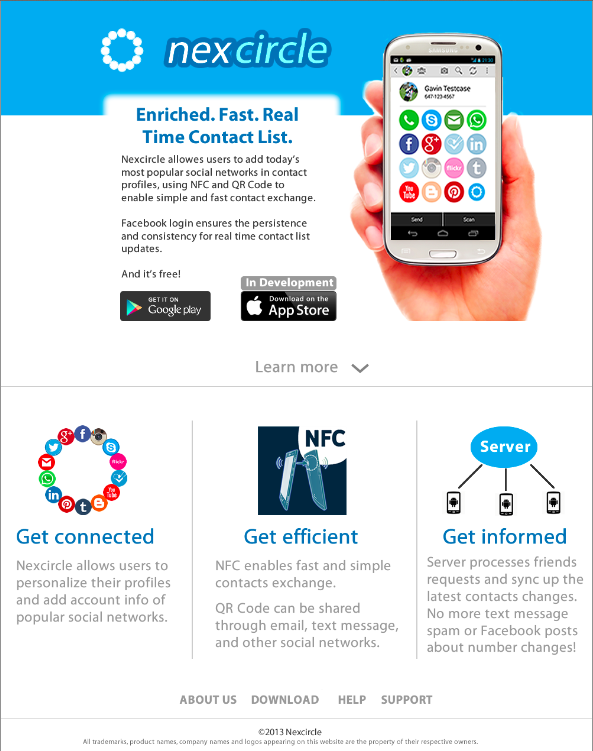 nexcircle
SAMSUNG
Gavin Testcase
647-123-4567
flickr
You
Tube
Send
Scan
Enriched. Fast. Real
Time Contact List.
Nexcircle allowes users to add today's
most popular social networks in contact
profiles, using NFC and QR Code to
enable simple and fast contact exchange.
Facebook login ensures the persistence
and consistency for real time contact list
updates.
And it's free!
In Development
GET IT ON
Google play
Download on the
App Store
Learn more
flickr
You
Tube
Get connected
Nexcircle allows users to
personalize their profiles
and add account info of
popular social networks.
NFC
Get efficient
NFC enables fast and simple
contacts exchange.
QR Code can be shared
through email, text message,
and other social networks.
Server
Get informed
Server processes friends
requests and sync up the
latest contacts changes.
No more text message
spam or Facebook posts
about number changes!
ABOUT US DOWNLOAD HELP SUPPORT
©2013 Nexcircle
All trademarks, product names, company names and logos appearing on this website are the property of their respective owners.